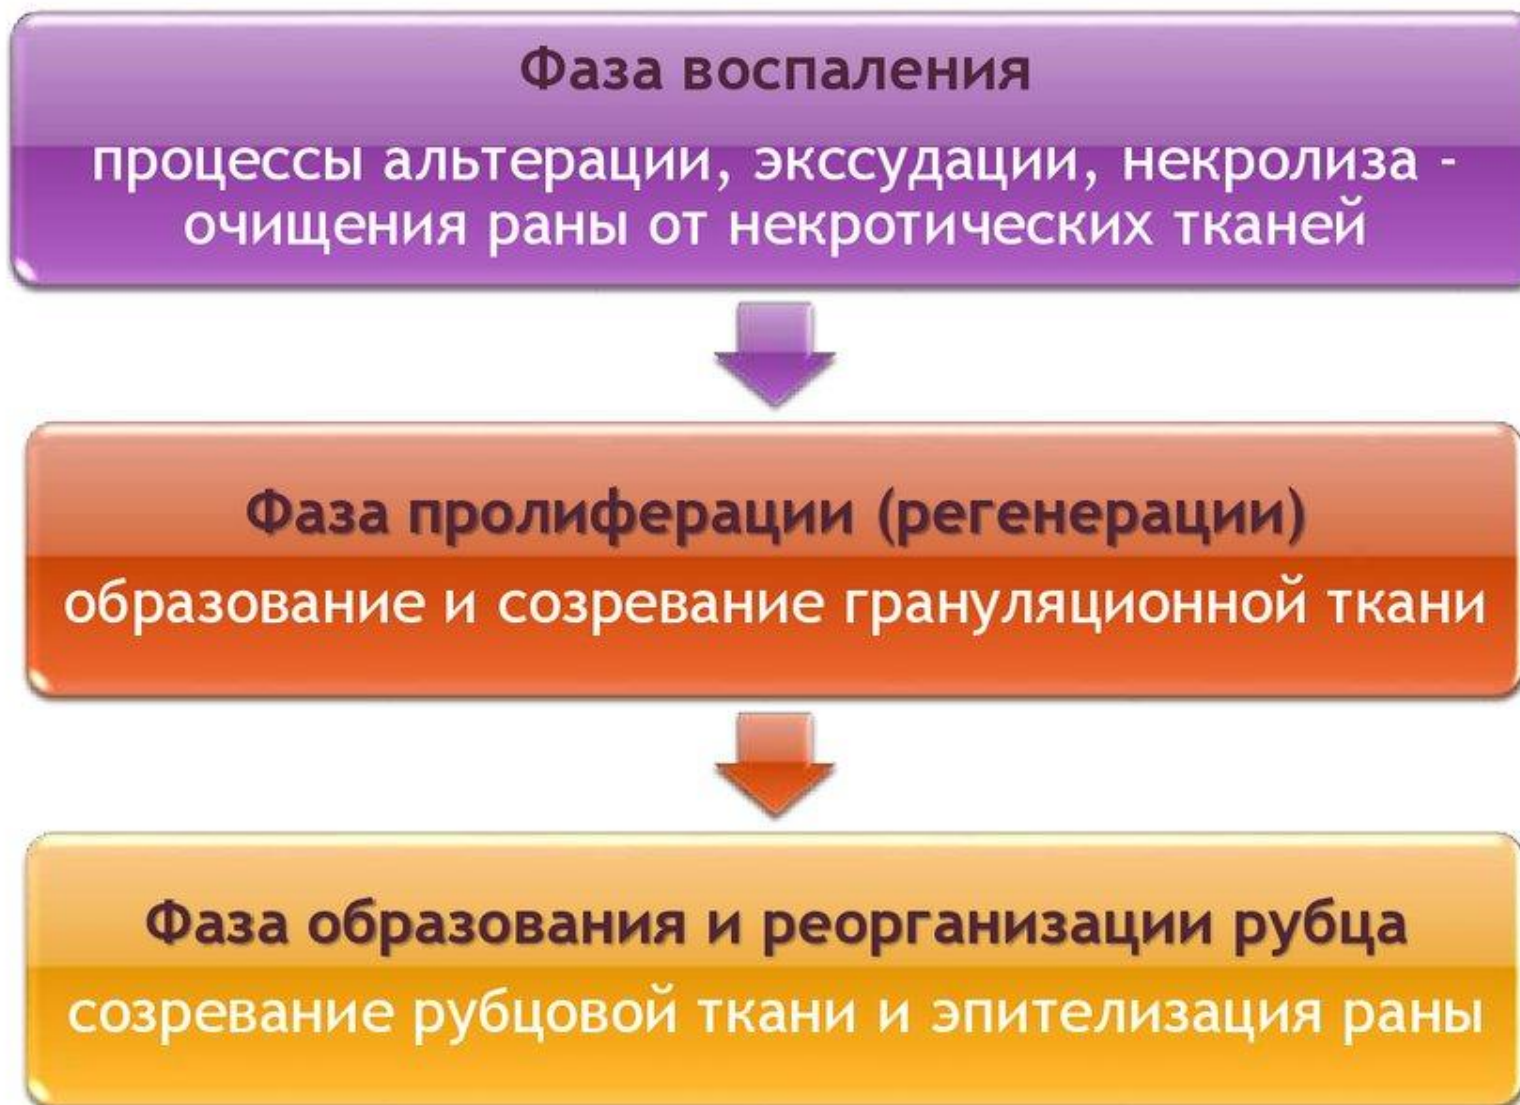 Фаза воспаления
процессы альтерации, экссудации, некролиза -
очищения раны от некротических тканей
Фаза пролиферации (регенерации)
образование и созревание грануляционной ткани
Фаза образования и реорганизации рубца
созревание рубцовой ткани и эпителизация раны